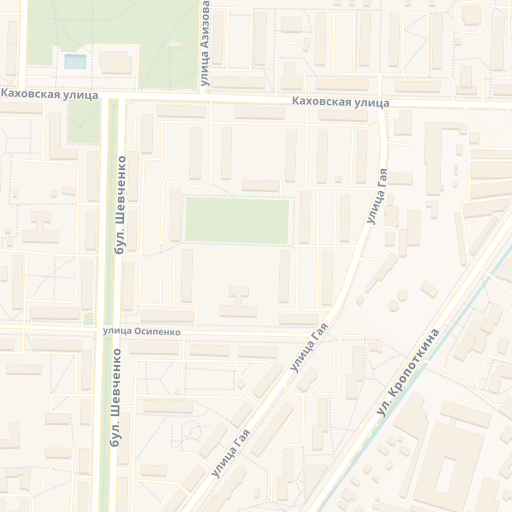 улица Азизова
Каховская улица
Каховская улица
бул. Шевченко
улица Гая
улица Осипенко
улица Гая
ул. Кропоткина
бул. Шевченко
улица Гая